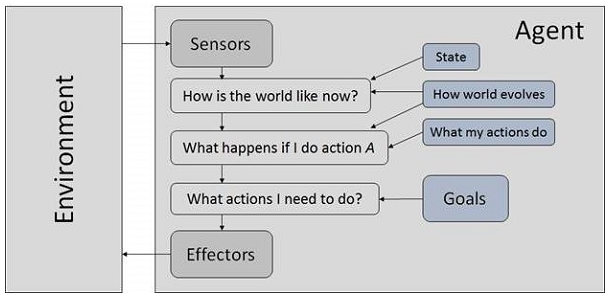 Environment
Agent
Sensors
State
How is the world like now?
How world evolves
What my actions do
What happens if I do action A
What actions I need to do?
Goals
Effectors